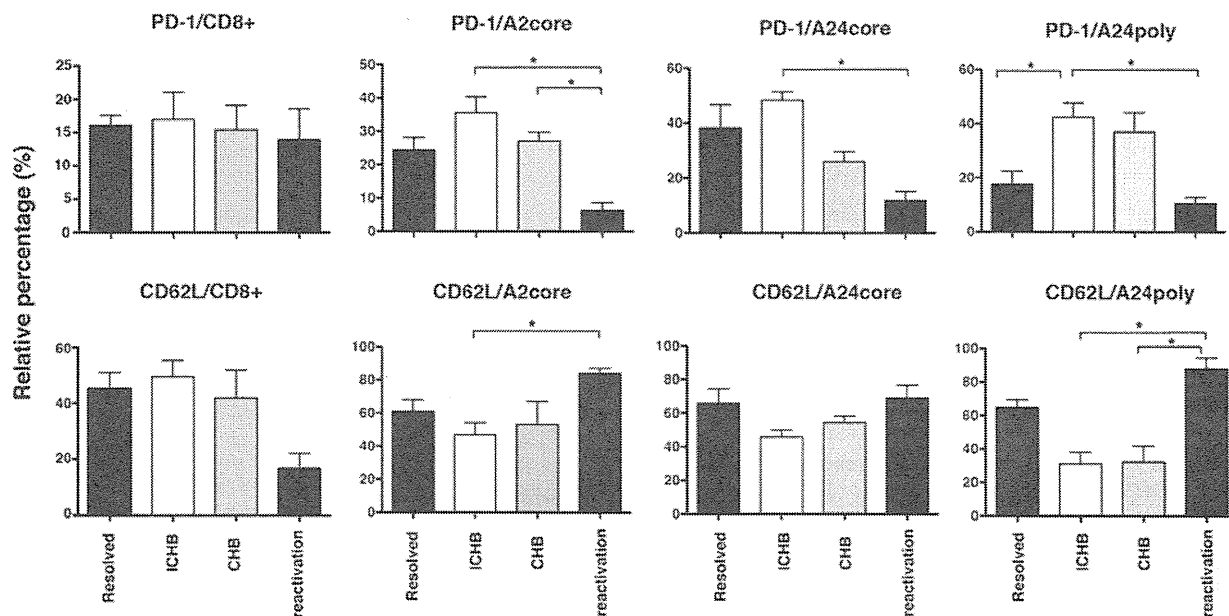 PD-1/CD8+
PD-1/A2core
PD-1/A24core
PD-1/A24poly
25
20
15
10
5
0
50
40
30
20
10
0
*
*
60
40
20
0
*
60
40
20
0
*
*
Relative percentage (%)
CD62L/CD8+
CD62L/A2core
CD62L/A24core
CD62L/A24poly
60
40
20
0
100
80
60
40
20
0
*
100
80
60
40
20
0
100
80
60
40
20
0
*
*
Resolved
ICHB
CHB
reactivation
Resolved
ICHB
CHB
reactivation
Resolved
ICHB
CHB
reactivation
Resolved
ICHB
CHB
reactivation